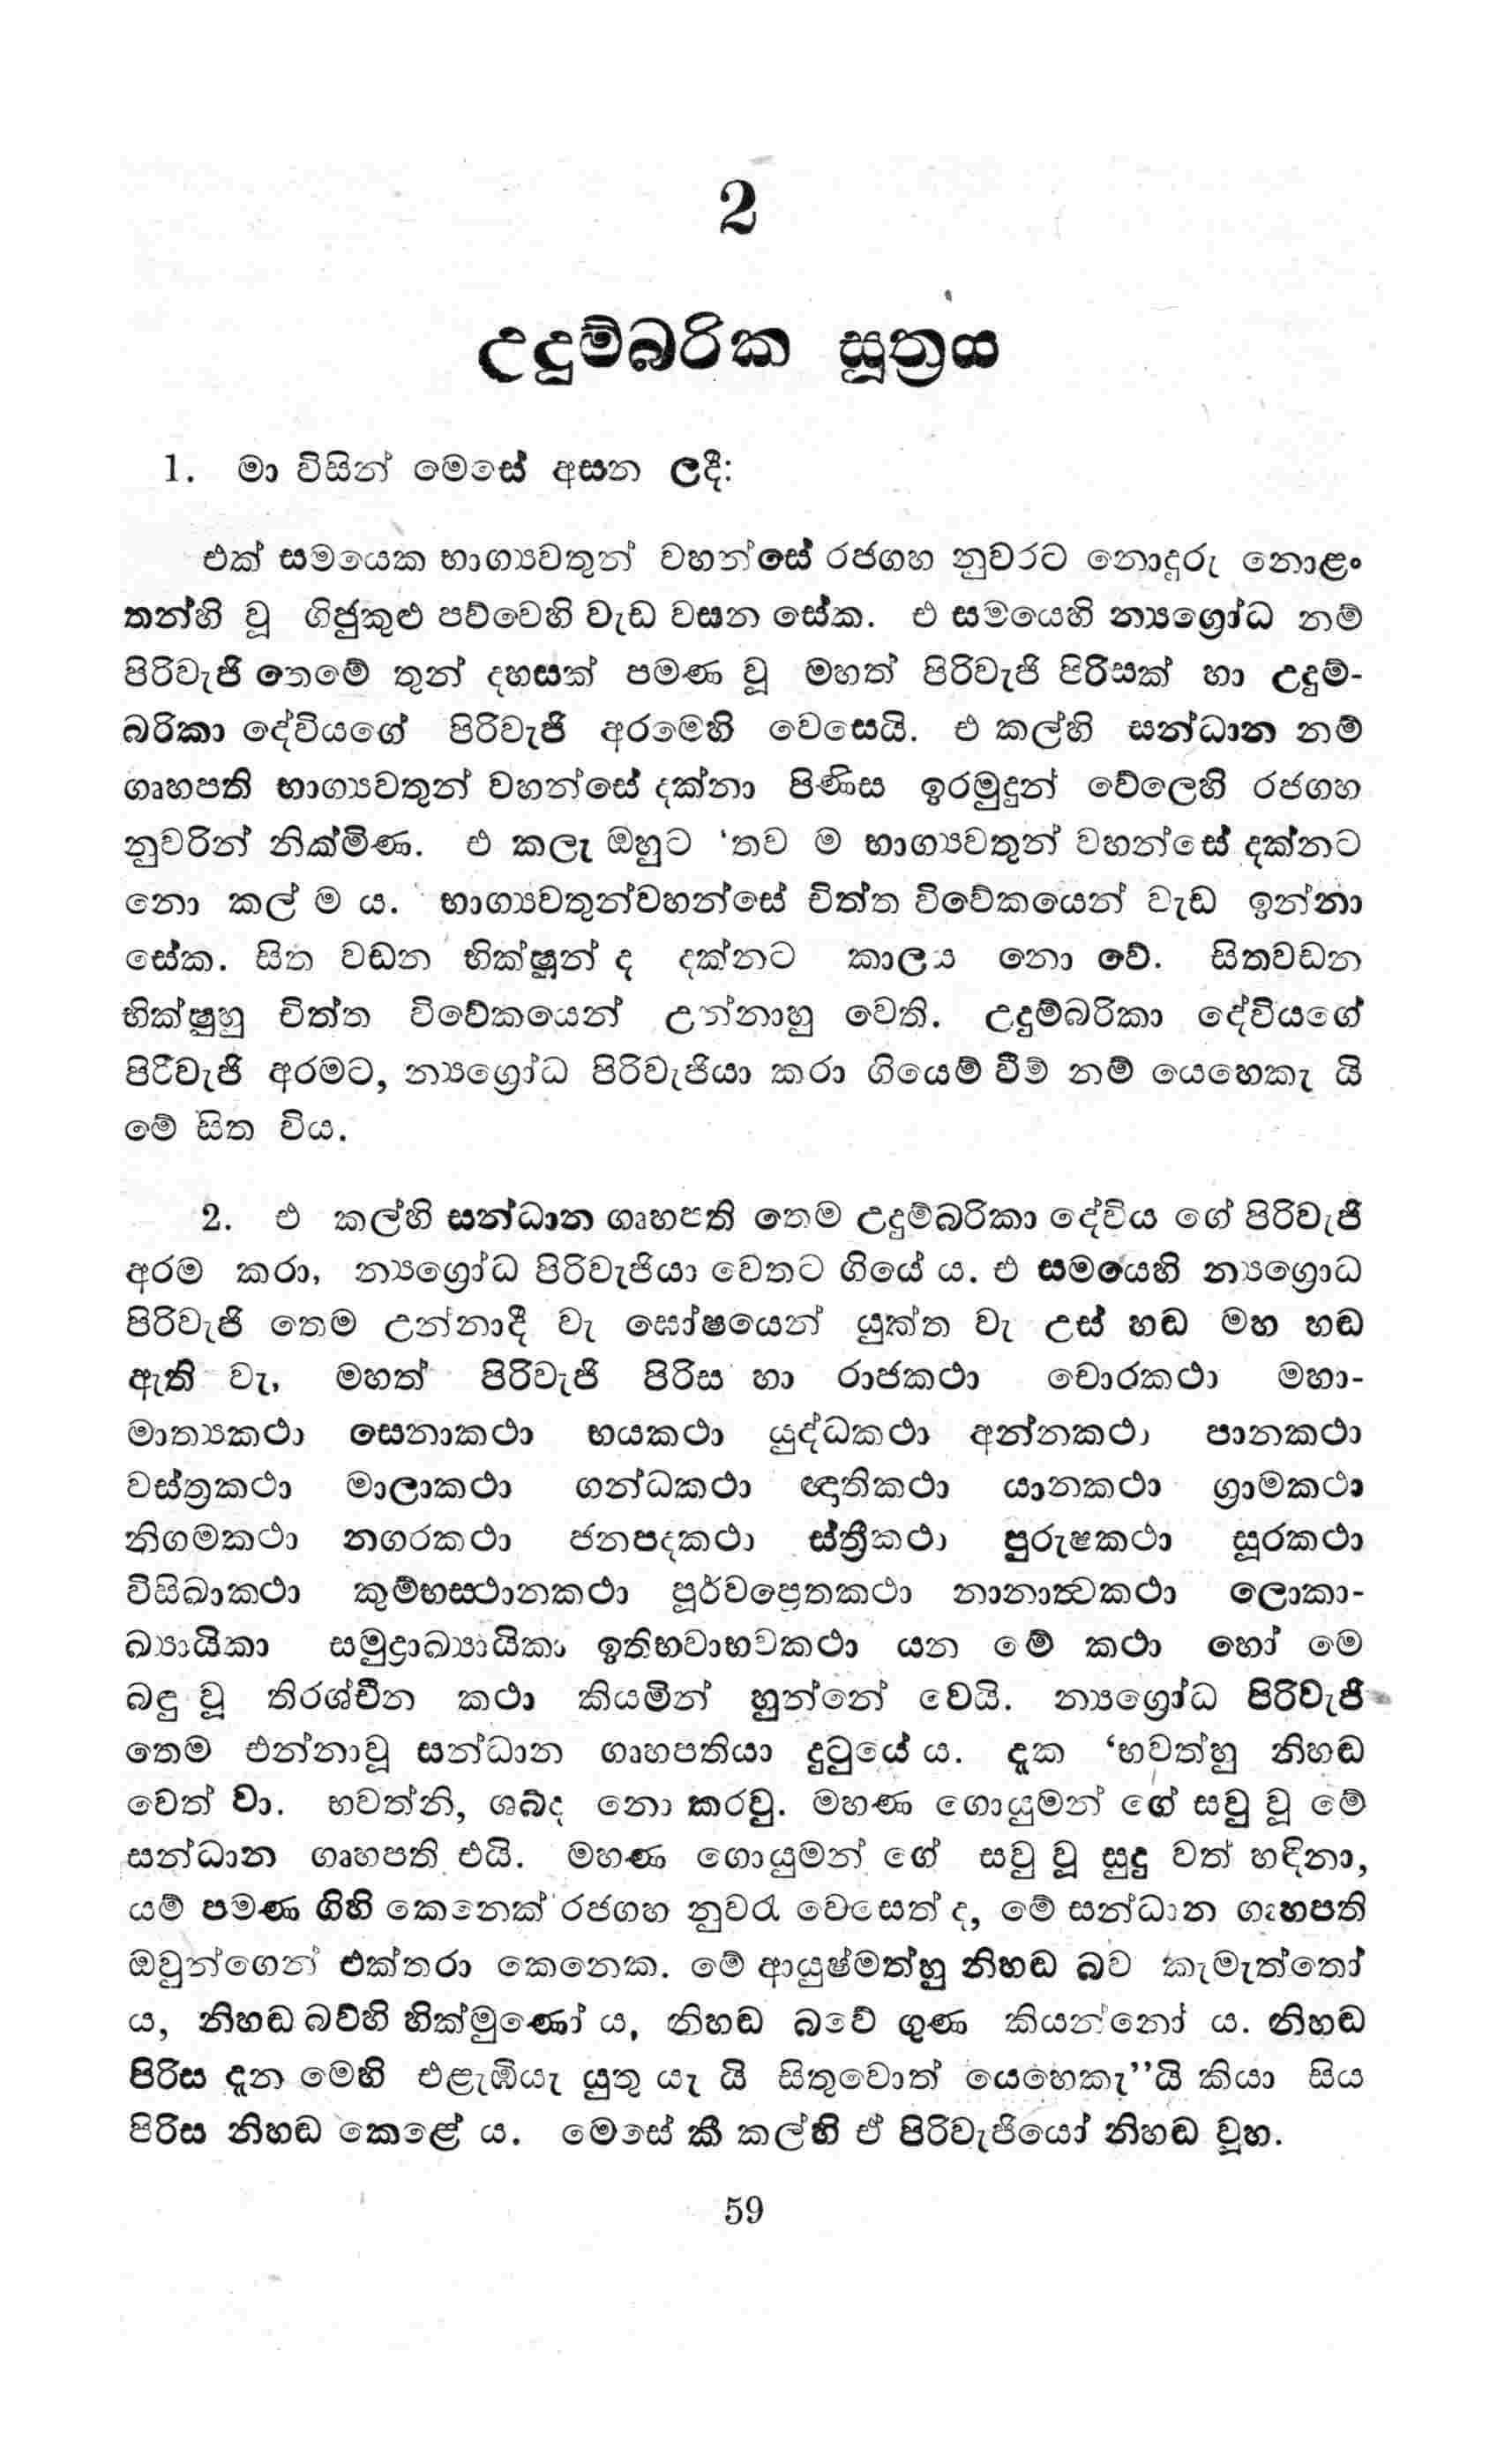 2
උදුම්බරික සූත්‍රය
1. මා විසින් මෙසේ අසන ලදී:
එක් සමයෙක භාග්‍යවතුන් වහන්සේ රජගහ නුවරට නොදුරු නොළං
තන්හි වූ ගිජුකුළු පව්වෙහි වැඩ වසන සේක. එ සමයෙහි න්‍යග්‍රෝධ නම්
පිරිවැජි තෙමේ තුන් දහසක් පමණ වූ මහත් පිරිවැජි පිරිසක් හා උදුම්-
බරිකා දේවියගේ පිරිවැජි අරමෙහි වෙසෙයි. එ කල්හි සන්ධාන නම්
ගෘහපති භාග්‍යවතුන් වහන්සේ දක්නා පිණිස ඉරමුදුන් වේලෙහි රජගහ
නුවරින් නික්මිණ. එ කලැ ඔහුට ‘තව ම භාග්‍යවතුන් වහන්සේ දක්නට
නො කල් ම ය. භාග්‍යවතුන්වහන්සේ චිත්ත විවේකයෙන් වැඩ ඉන්නා
සේක. සිත වඩන භික්ෂූන් ද දක්නට කාලය නො වේ. සිතවඩන
භික්ෂුහු චිත්ත විවේකයෙන් උන්නාහු වෙති. උදුම්බරිකා දේවියගේ
පිරිවැජි අරමට, න්‍යග්‍රෝධ පිරිවැජියා කරා ගියෙම් වීම් නම් යෙහෙකැ යි
මේ සිත විය.
2. එ කල්හි සන්ධාන ගෘහපති තෙම උදුම්බරිකා දේවිය ගේ පිරිවැජි
අරම කරා, න්‍යග්‍රෝධ පිරිවැජියා වෙතට ගියේ ය. එ සමයෙහි න්‍යග්‍රොධ
පිරිවැජි තෙම උන්නාදී වැ ඝෝෂයෙන් යුක්ත වැ උස් හඬ මහ හඬ
ඇති වැ, මහත් පිරිවැජි පිරිස හා රාජකථා චොරකථා මහා-
මාත්‍යකථා සෙනාකථා භයකථා යුද්ධකථා අන්නකථා පානකථා
වස්ත්‍රකථා මාලාකථා ගන්ධකථා ඥාතිකථා යානකථා ග්‍රාමකථා
නිගමකථා නගරකථා ජනපදකථා ස්ත්‍රීකථා පුරුෂකථා සූරකථා
විසිඛාකථා කුම්භස්ථානකථා පූර්වප්‍රෙතකථා නානාත්වකථා ලොකා-
ඛ්‍යායිකා සමුද්‍රාඛ්‍යායිකා ඉතිභවාභවකථා යන මේ කථා හෝ මෙ
බඳු වූ තිරශ්චීන කථා කියමින් හුන්නේ වෙයි. න්‍යග්‍රෝධ පිරිවැජි
තෙම එන්නාවූ සන්ධාන ගෘහපතියා දුටුයේ ය. දැක ‘භවත්හු නිහඬ
වෙත් වා. භවත්නි, ශබ්ද නො කරවු. මහණ ගොයුමන් ගේ සවු වූ මේ
සන්ධාන ගෘහපති එයි. මහණ ගොයුමන් ගේ සවු වූ සුදු වත් හඳිනා,
යම් පමණ ගිහි කෙනෙක් රජගහ නුවරැ වෙසෙත් ද, මේ සන්ධාන ගෘහපති
ඔවුන්ගෙන් එක්තරා කෙනෙක. මේ ආයුෂ්මත්හු නිහඬ බව කැමැත්තෝ
ය, නිහඬ බව්හි හික්මුණෝ ය, නිහඬ බවේ ගුණ කියන්නෝ ය. නිහඬ
පිරිස දැන මෙහි එළැඹියැ යුතු යැ යි සිතුවොත් යෙහෙකැ’’යි කියා සිය
පිරිස නිහඬ කෙළේ ය. මෙසේ කී කල්හි ඒ පිරිවැජියෝ නිහඬ වූහ.
59